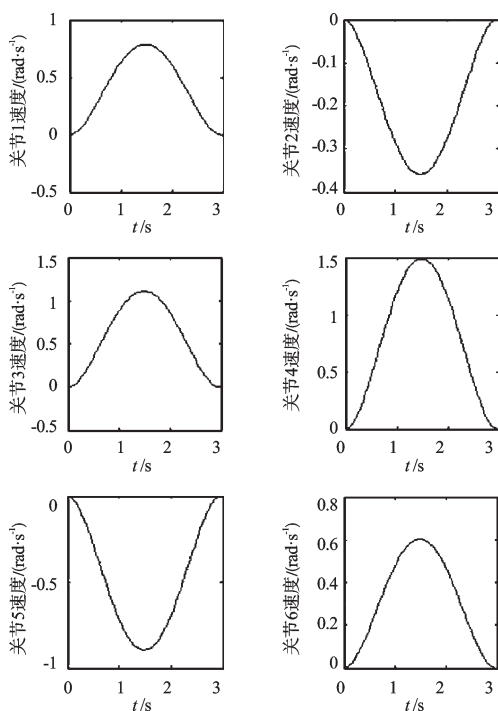 关节1速度/(rad·s⁻¹)
1
0.5
0
-0.5
0 1 2 3
t/s
关节2速度/(rad·s⁻¹)
0
-0.1
-0.2
-0.3
-0.4
0 1 2 3
t/s
关节3速度/(rad·s⁻¹)
1.5
1
0.5
0
-0.5
0 1 2 3
t/s
关节4速度/(rad·s⁻¹)
1.5
1
0.5
0
0 1 2 3
t/s
关节5速度/(rad·s⁻¹)
0
-0.5
-1
0 1 2 3
t/s
关节6速度/(rad·s⁻¹)
0.8
0.6
0.4
0.2
0
0 1 2 3
t/s